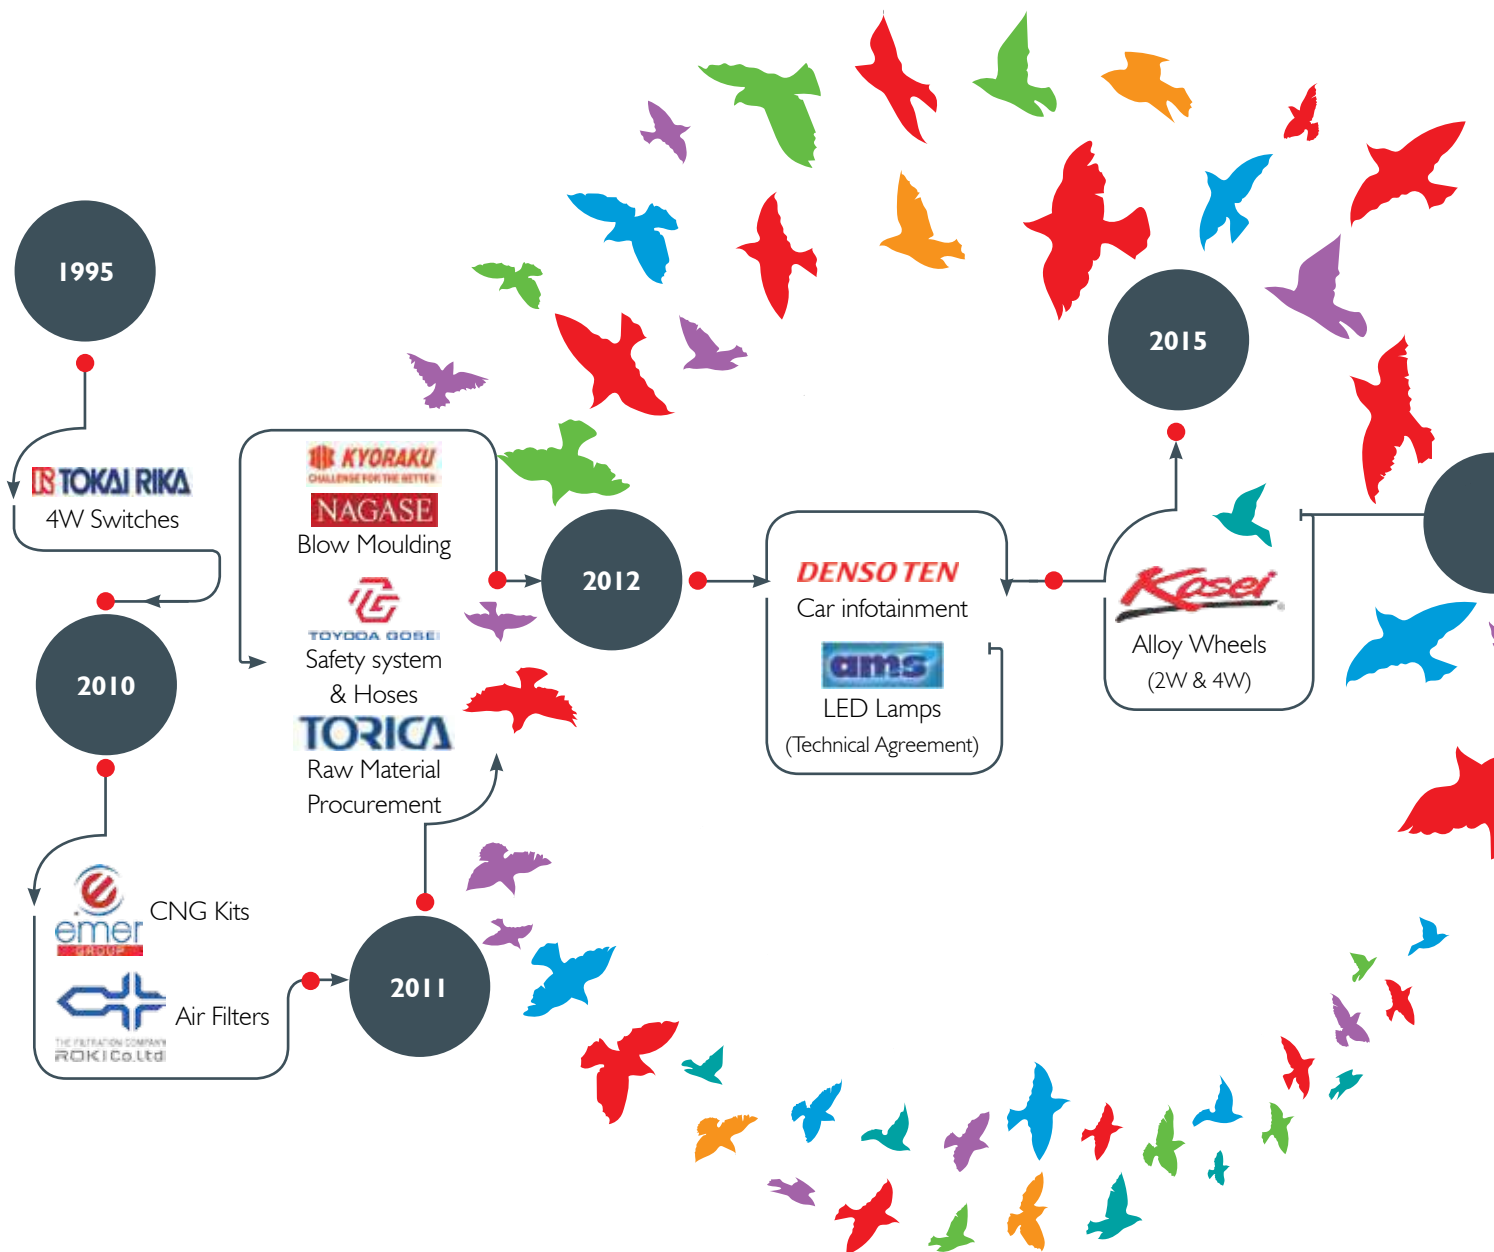 1995
TOKAI RIKA
4W Switches
2010
emer
GROUP
CNG Kits
THE FILTRATION COMPANY
ROKI Co.Ltd
Air Filters
2011
KYORAKU
CHALLENGE FOR THE BETTER
NAGASE
Blow Moulding
TG
TOYODA GOSEI
Safety system
& Hoses
TORICA
Raw Material
Procurement
2012
DENSO TEN
Car infotainment
ams
LED Lamps
(Technical Agreement)
2015
Kosei
Alloy Wheels
(2W & 4W)